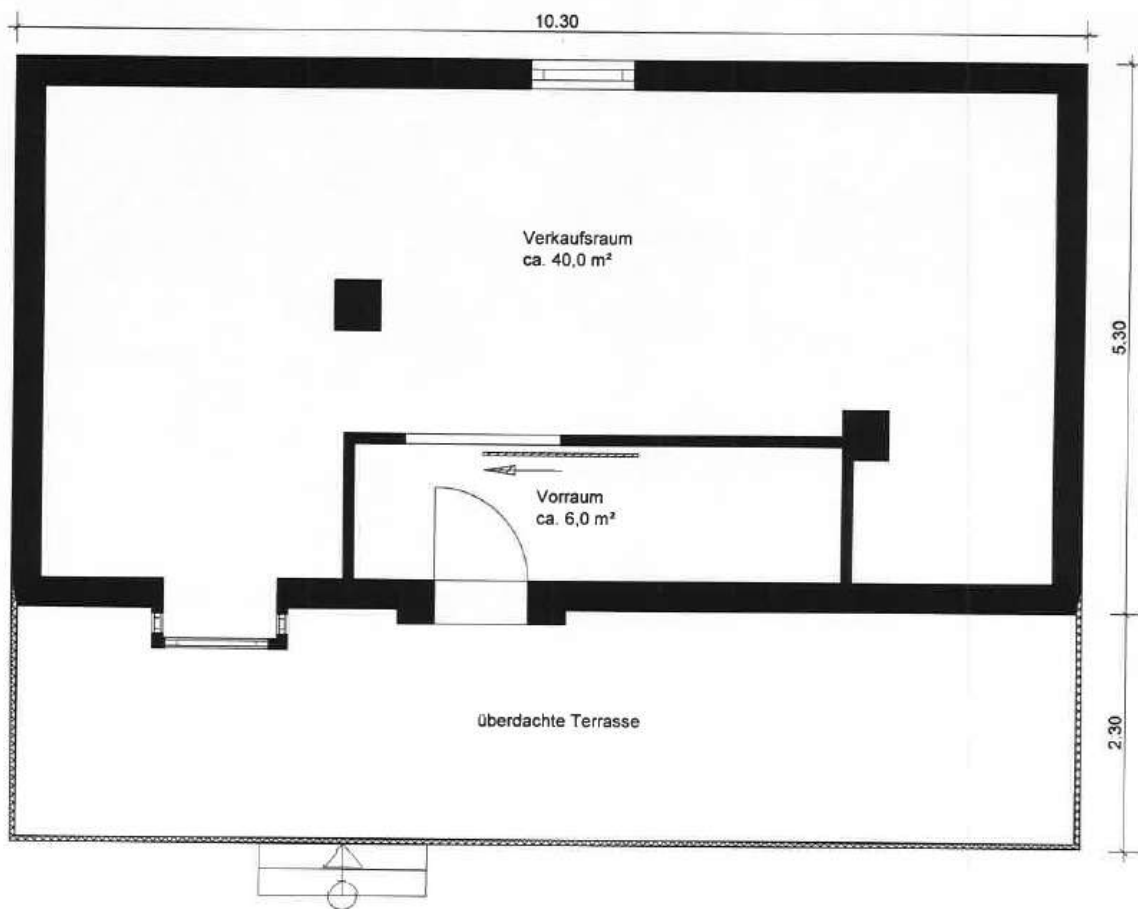 10.30
Verkaufsraum
ca. 40,0 m²
5.30
Vorraum
ca. 6,0 m²
überdachte Terrasse
2.30